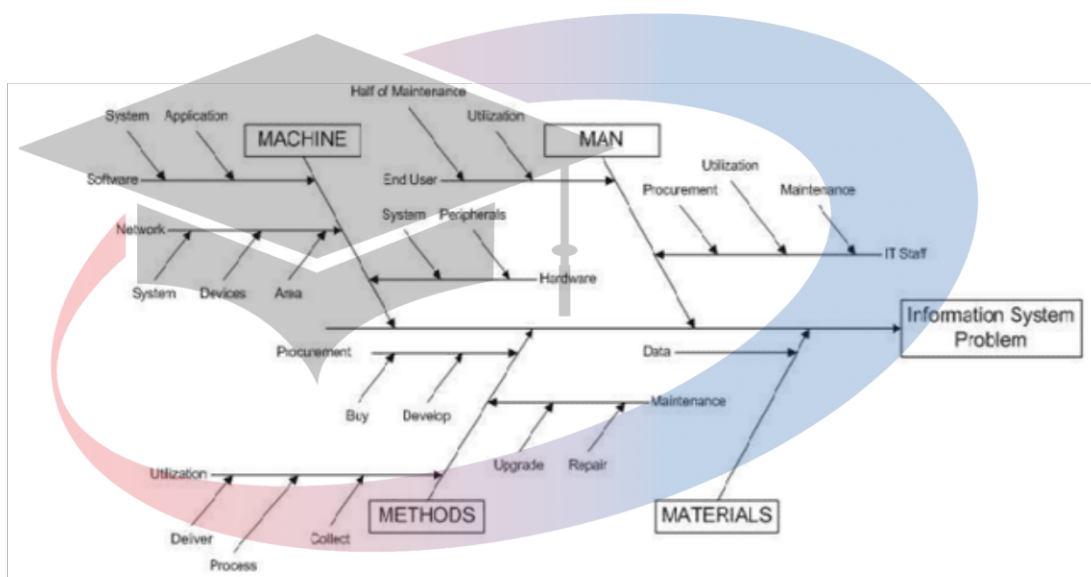 Half of Maintenance
System
Application
Utilization
MACHINE
MAN
Utilization
Software
End User
Procurement
Maintenance
System
Peripherals
Network
IT Staff
System
Devices
Area
Hardware
Information System
Problem
Procurement
Data
Buy
Develop
Maintenance
Upgrade
Repair
Utilization
METHODS
MATERIALS
Deliver
Collect
Process